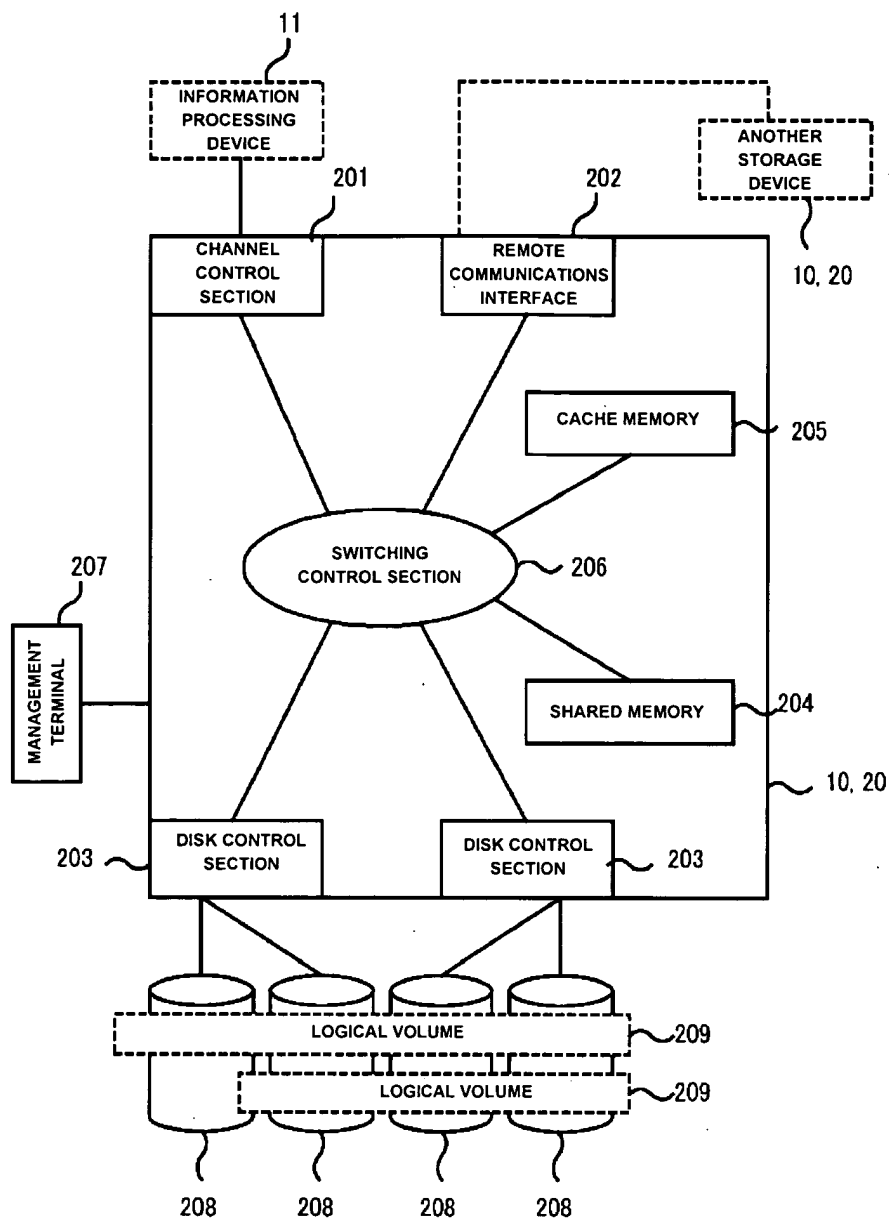 11
INFORMATION
PROCESSING
DEVICE
ANOTHER
STORAGE
DEVICE
201
202
10, 20
CHANNEL
CONTROL
SECTION
REMOTE
COMMUNICATIONS
INTERFACE
CACHE MEMORY
205
SWITCHING
CONTROL SECTION
206
207
MANAGEMENT
TERMINAL
SHARED MEMORY
204
10, 20
203
DISK CONTROL
SECTION
DISK CONTROL
SECTION
203
LOGICAL VOLUME
209
LOGICAL VOLUME
209
208
208
208
208